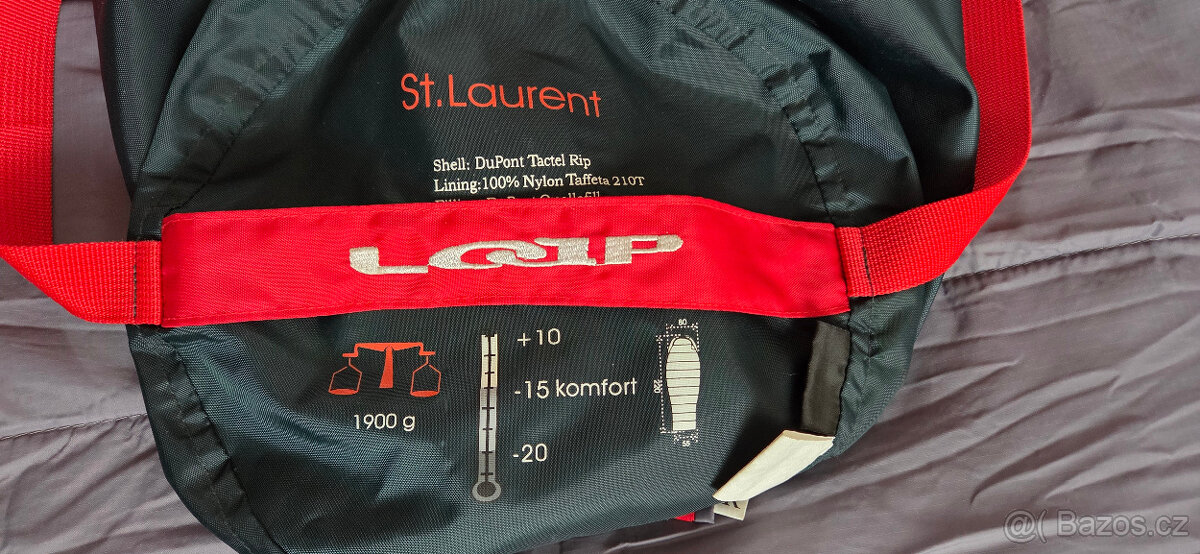 St.Laurent
Shell: DuPont Tactel Rip
Lining:100% Nylon Taffeta 210T
LOAP
+10
-15 komfort
-20
1900 g
80
@( Bazos.cz